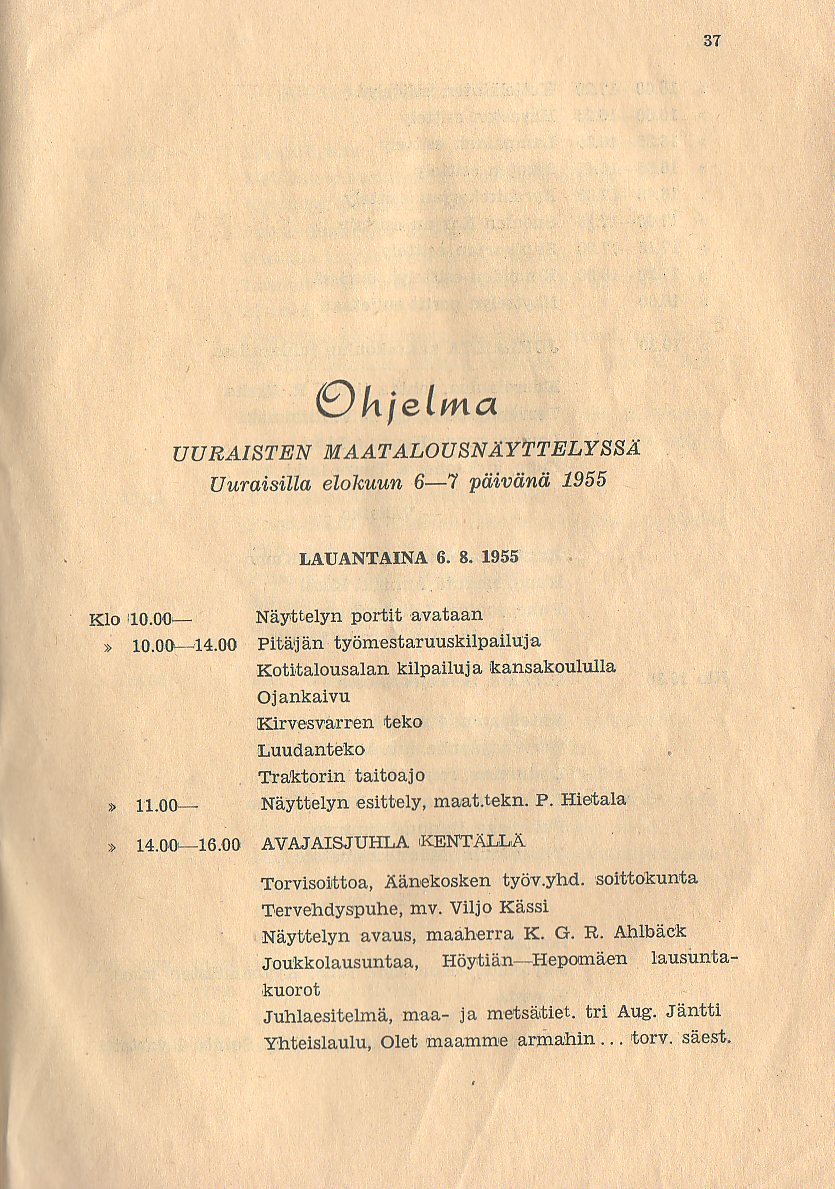 37
Ohjelma
UURAISTEN MAATALOUSNÄYTTELYSSÄ
Uuraisilla elokuun 6—7 päivänä 1955
LAUANTAINA 6. 8. 1955
Klo 10.00— Näyttelyn portit avataan
» 10.00—14.00 Pitäjän työmestaruuskilpailuja
Kotitalousalan kilpailuja kansakoululla
Ojankaivu
Kirvesvarren teko
Luudanteko
Traktorin taitoajo
» 11.00— Näyttelyn esittely, maat.tekn. P. Hietala
» 14.00—16.00 AVAJAISJUHLA KENTÄLLÄ
Torvisoittoa, Äänekosken työv.yhd. soittokunta
Tervehdyspuhe, mv. Viljo Kässi
Näyttelyn avaus, maaherra K. G. R. Ahlbäck
Joukkolausuntaa, Höytiän—Hepomäen lausunta-
kuorot
Juhlaesitelmä, maa- ja metsätiet. tri Aug. Jäntti
Yhteislaulu, Olet maamme armahin... torv. säest.